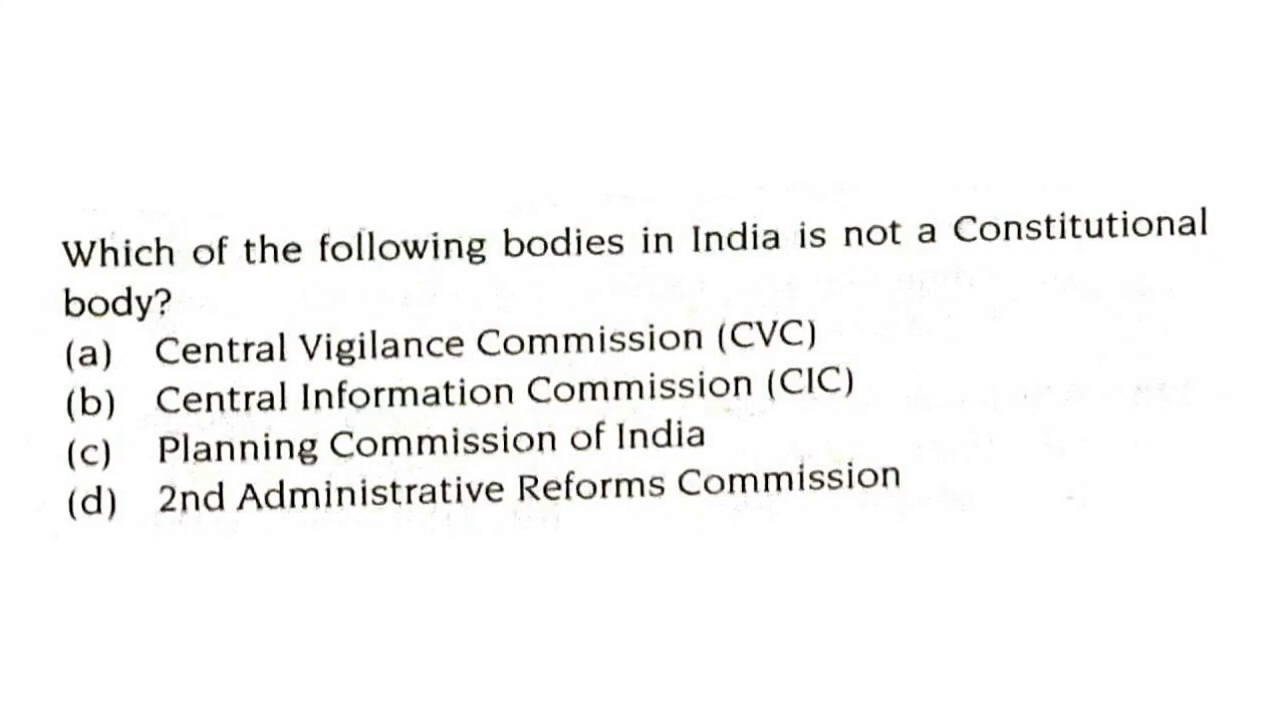 Which of the following bodies in India is not a Constitutional
body?
(a) Central Vigilance Commission (CVC)
(b) Central Information Commission (CIC)
(c) Planning Commission of India
(d) 2nd Administrative Reforms Commission